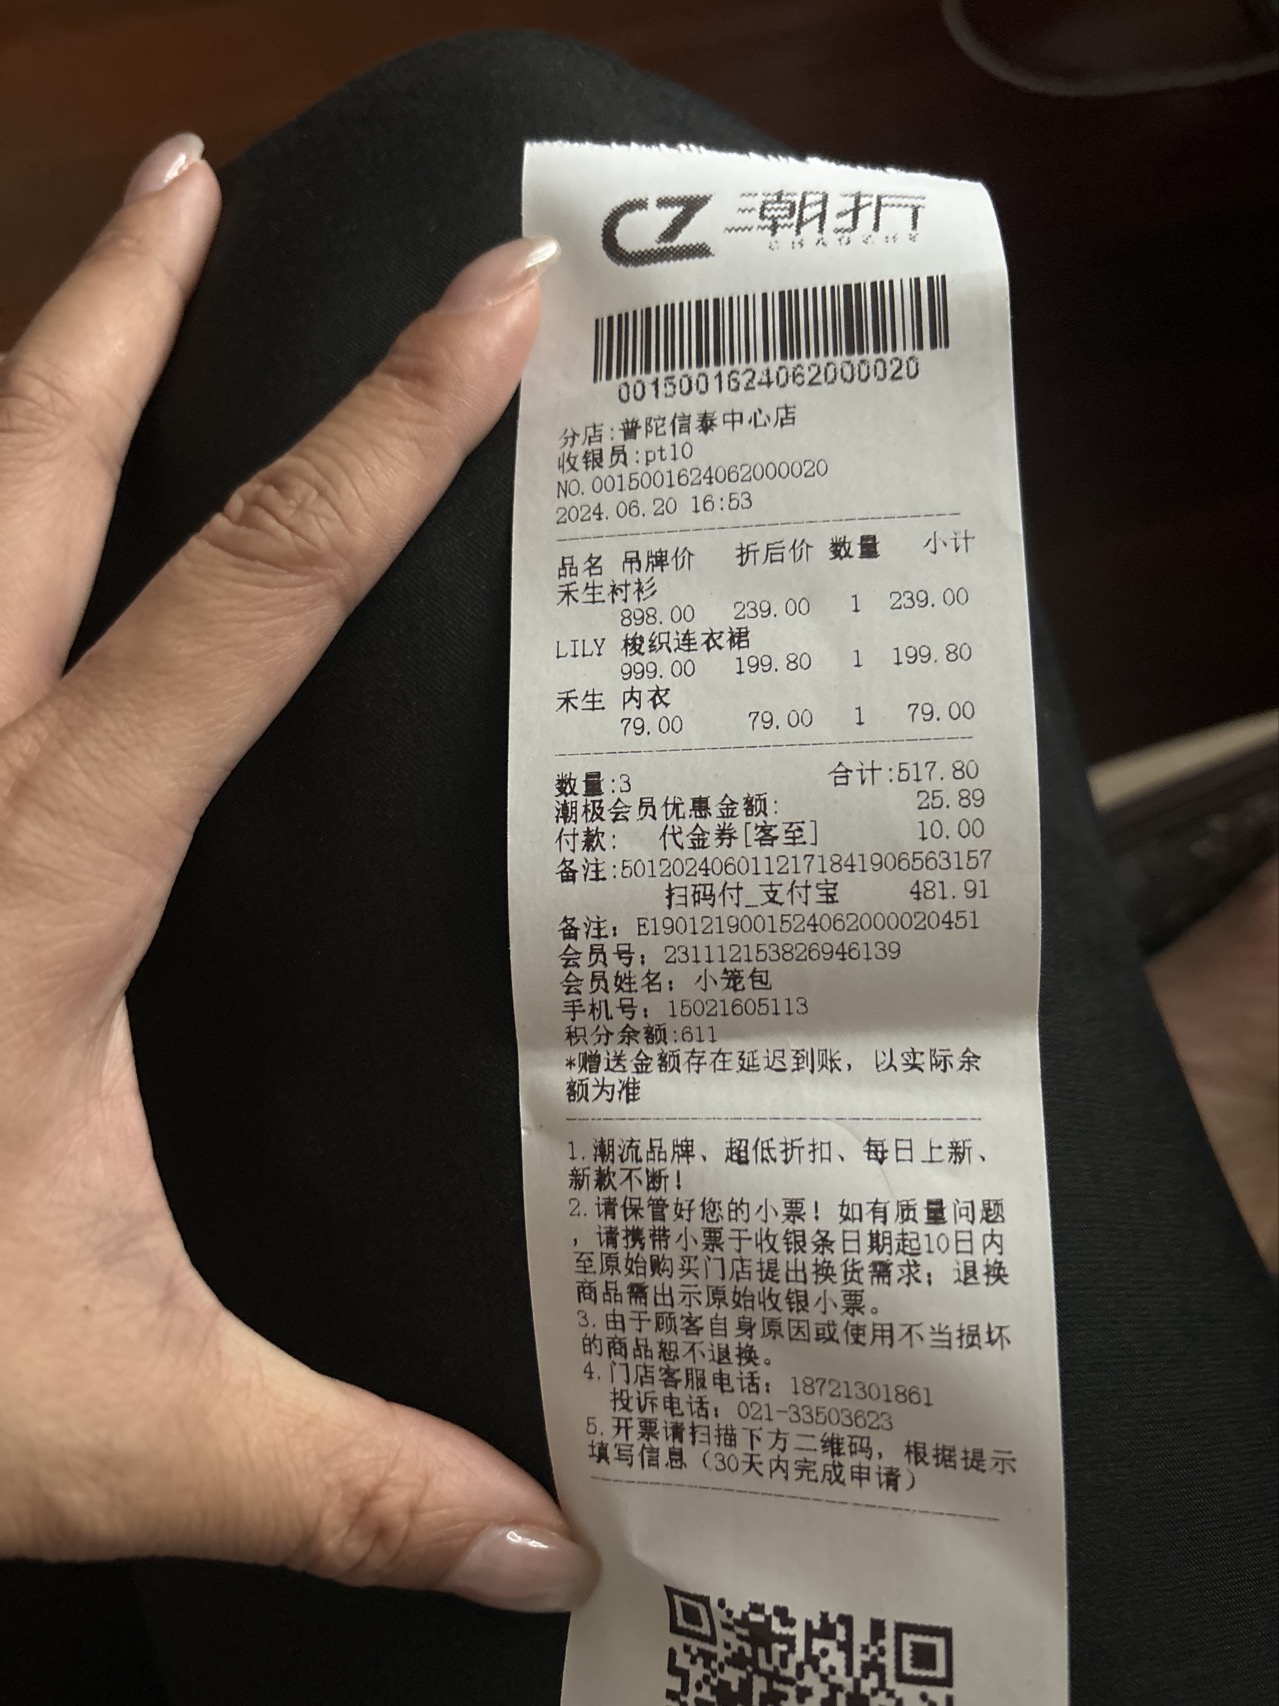 CZ 潮折
CHAOZHE
0015001624062000020
分店:普陀信泰中心店
收银员:pt10
NO.0015001624062000020
2024.06.20 16:53
品名 吊牌价 折后价 数量 小计
禾生衬衫
898.00 239.00 1 239.00
LILY 梭织连衣裙
999.00 199.80 1 199.80
禾生 内衣
79.00 79.00 1 79.00
数量:3 合计:517.80
潮极会员优惠金额: 25.89
付款: 代金券[客至] 10.00
备注:5012024060112171841906563157
扫码付_支付宝 481.91
备注: E19012190015240620000​20451
会员号: 231112153826946139
会员姓名: 小笼包
手机号: 15021605113
积分余额:611
*赠送金额存在延迟到账, 以实际余
额为准
1.潮流品牌、超低折扣、每日上新、
新款不断!
2.请保管好您的小票! 如有质量问题
, 请携带小票于收银条日期起10日内
至原始购买门店提出换货需求; 退换
商品需出示原始收银小票。
3.由于顾客自身原因或使用不当损坏
的商品恕不退换。
4.门店客服电话: 18721301861
投诉电话: 021-33503623
5.开票请扫描下方二维码, 根据提示
填写信息 (30天内完成申请)